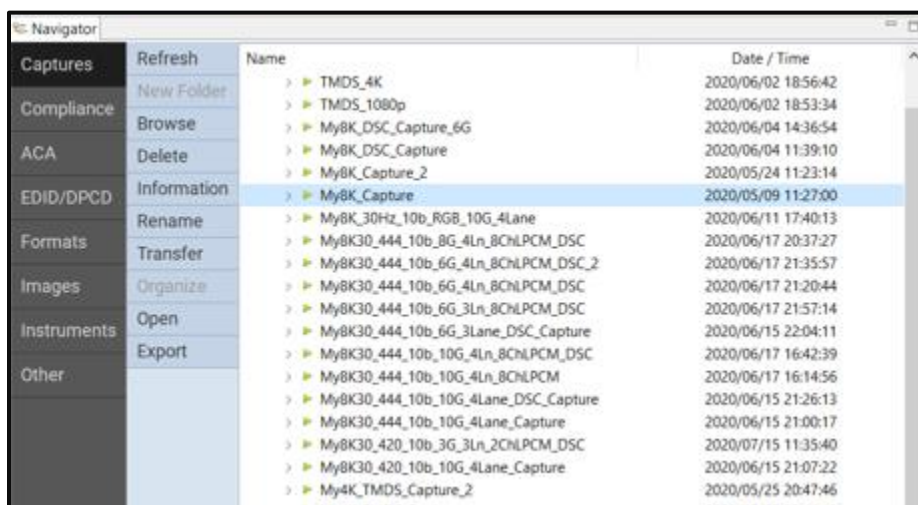 Navigator
Captures
Compliance
ACA
EDID/DPCD
Formats
Images
Instruments
Other
Refresh
New Folder
Browse
Delete
Information
Rename
Transfer
Organize
Open
Export
Name Date / Time
TMDS_4K 2020/06/02 18:56:42
TMDS_1080p 2020/06/02 18:53:34
My8K_DSC_Capture_6G 2020/06/04 14:36:54
My8K_DSC_Capture 2020/06/04 11:39:10
My8K_Capture_2 2020/05/24 11:23:14
My8K_Capture 2020/05/09 11:27:00
My8K_30Hz_10b_RGB_10G_4Lane 2020/06/11 17:40:13
My8K30_444_10b_8G_4Ln_8ChLPCM_DSC 2020/06/17 20:37:27
My8K30_444_10b_6G_4Ln_8ChLPCM_DSC_2 2020/06/17 21:35:57
My8K30_444_10b_6G_4Ln_8ChLPCM_DSC 2020/06/17 21:20:44
My8K30_444_10b_6G_3Ln_8ChLPCM_DSC 2020/06/17 21:57:14
My8K30_444_10b_6G_3Lane_DSC_Capture 2020/06/15 22:04:11
My8K30_444_10b_10G_4Ln_8ChLPCM_DSC 2020/06/17 16:42:39
My8K30_444_10b_10G_4Ln_8ChLPCM 2020/06/17 16:14:56
My8K30_444_10b_10G_4Lane_DSC_Capture 2020/06/15 21:26:13
My8K30_444_10b_10G_4Lane_Capture 2020/06/15 21:00:17
My8K30_420_10b_3G_3Ln_2ChLPCM_DSC 2020/07/15 11:35:40
My8K30_420_10b_10G_4Lane_Capture 2020/06/15 21:07:22
My4K_TMDS_Capture_2 2020/05/25 20:47:46